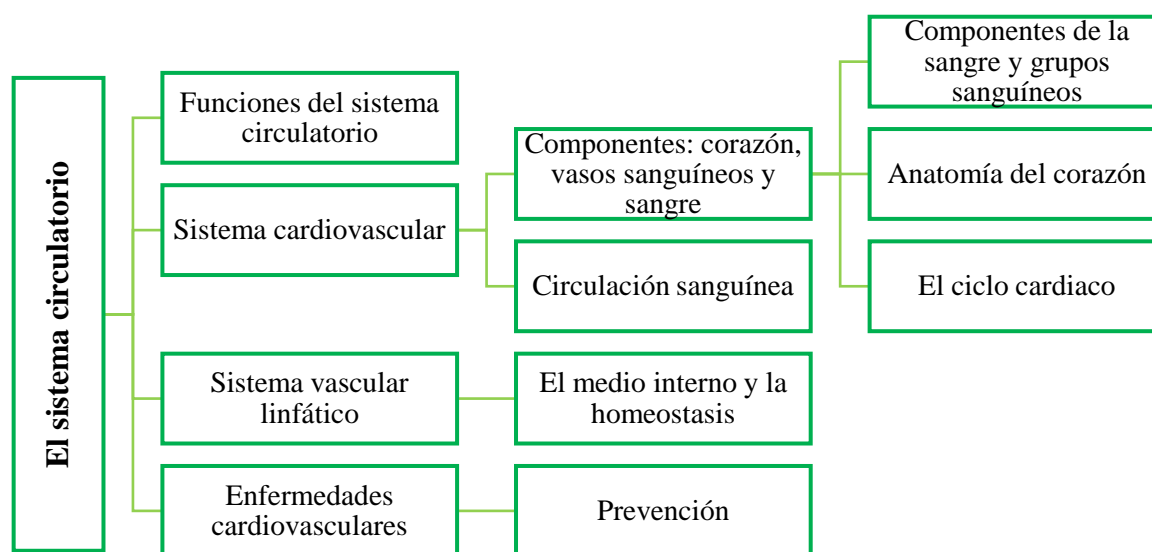 El sistema circulatorio
Funciones del sistema
circulatorio
Sistema cardiovascular
Componentes: corazón,
vasos sanguíneos y
sangre
Componentes de la
sangre y grupos
sanguíneos
Anatomía del corazón
El ciclo cardiaco
Circulación sanguínea
Sistema vascular
linfático
El medio interno y la
homeostasis
Enfermedades
cardiovasculares
Prevención